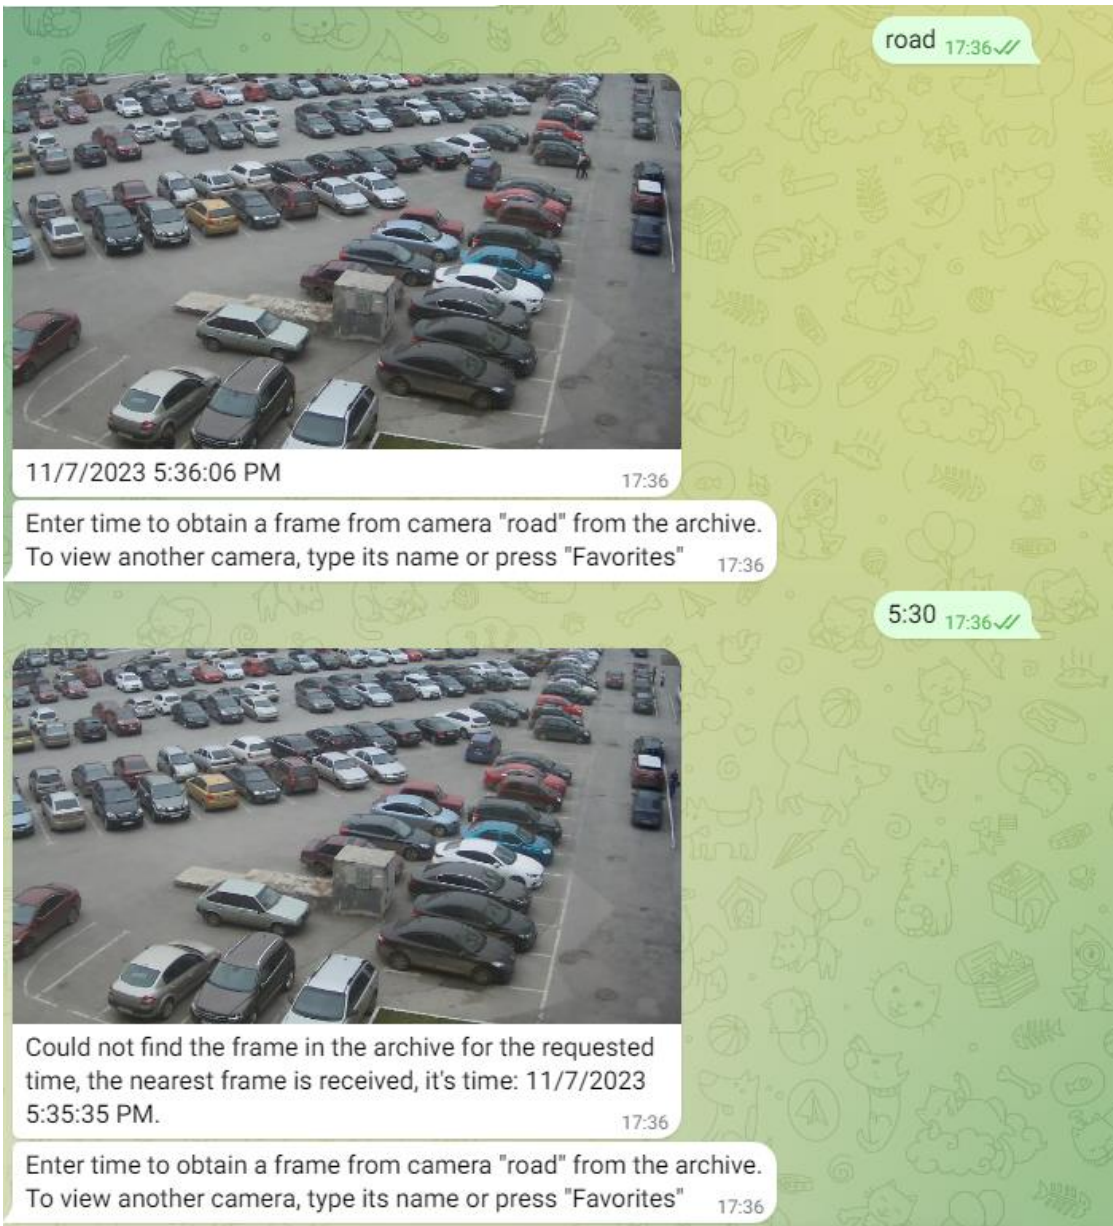 road 17:36
11/7/2023 5:36:06 PM 17:36
Enter time to obtain a frame from camera "road" from the archive.
To view another camera, type its name or press "Favorites" 17:36
5:30 17:36
Could not find the frame in the archive for the requested
time, the nearest frame is received, it's time: 11/7/2023
5:35:35 PM. 17:36
Enter time to obtain a frame from camera "road" from the archive.
To view another camera, type its name or press "Favorites" 17:36